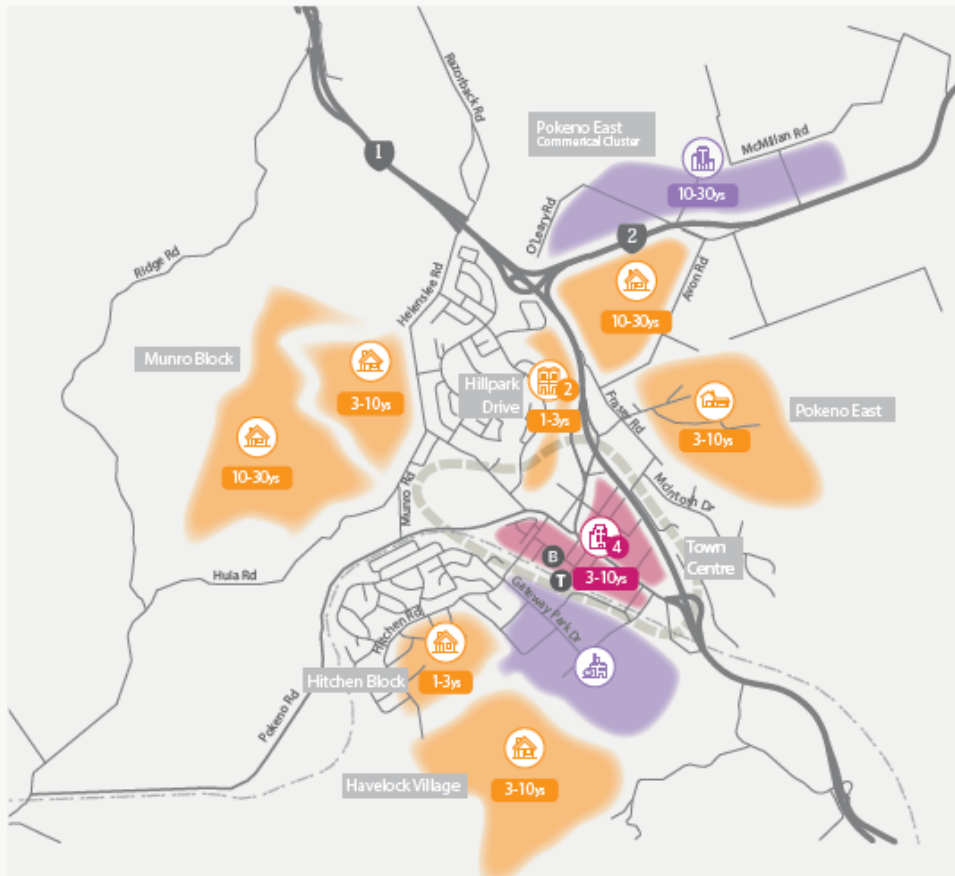 Razorback Rd
1
Pokeno East
Commerical Cluster
McMillan Rd
10-30ys
O'Leary Rd
2
Ridge Rd
Helenslee Rd
Avon Rd
10-30ys
Munro Block
3-10ys
Hillpark
Drive
2
1-3ys
Fraser Rd
Pokeno East
3-10ys
10-30ys
Munro Rd
McIntosh Dr
Town
Centre
4
B
T
3-10ys
Huia Rd
Gateway Park Dr
Hitchen Rd
Hitchen Block
1-3ys
Pokeno Rd
Havelock Village
3-10ys